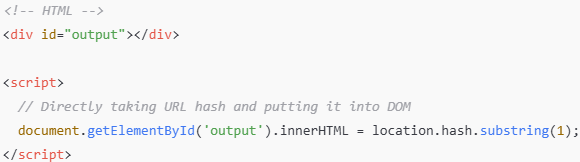 <!-- HTML -->
<div id="output"></div>
<script>
// Directly taking URL hash and putting it into DOM
document.getElementById('output').innerHTML = location.hash.substring(1);
</script>